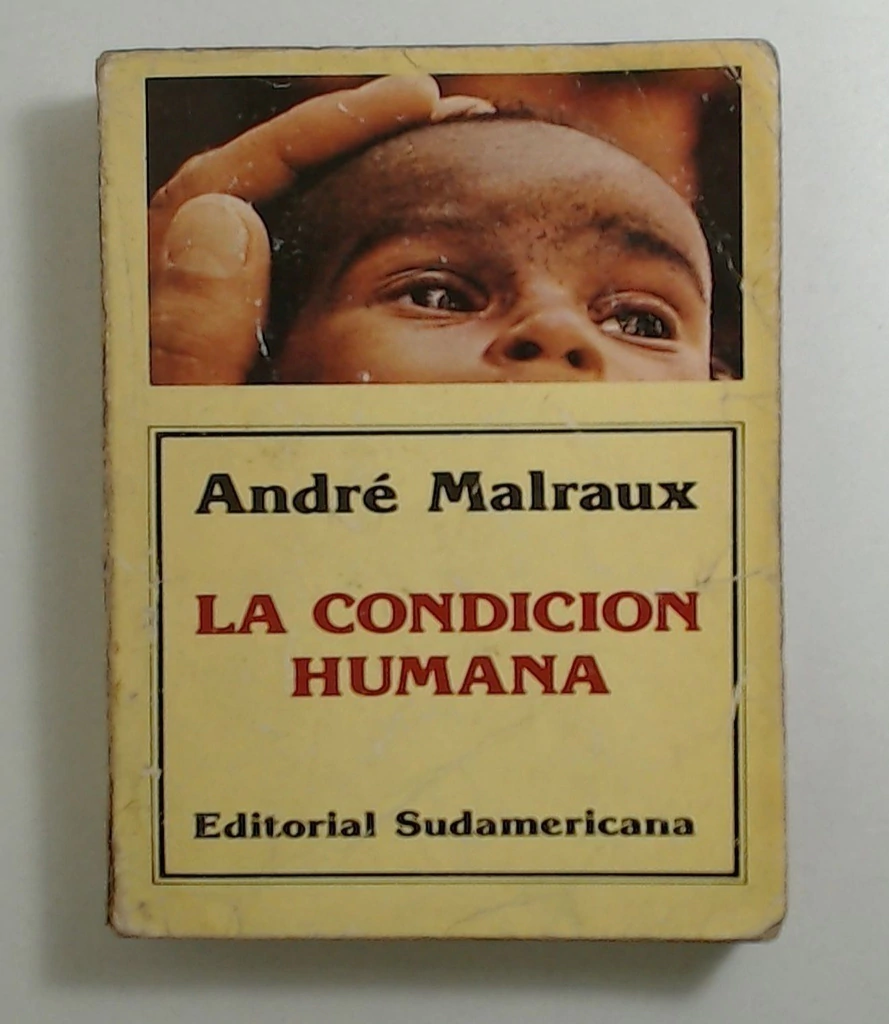 André Malraux
LA CONDICION
HUMANA
Editorial Sudamericana